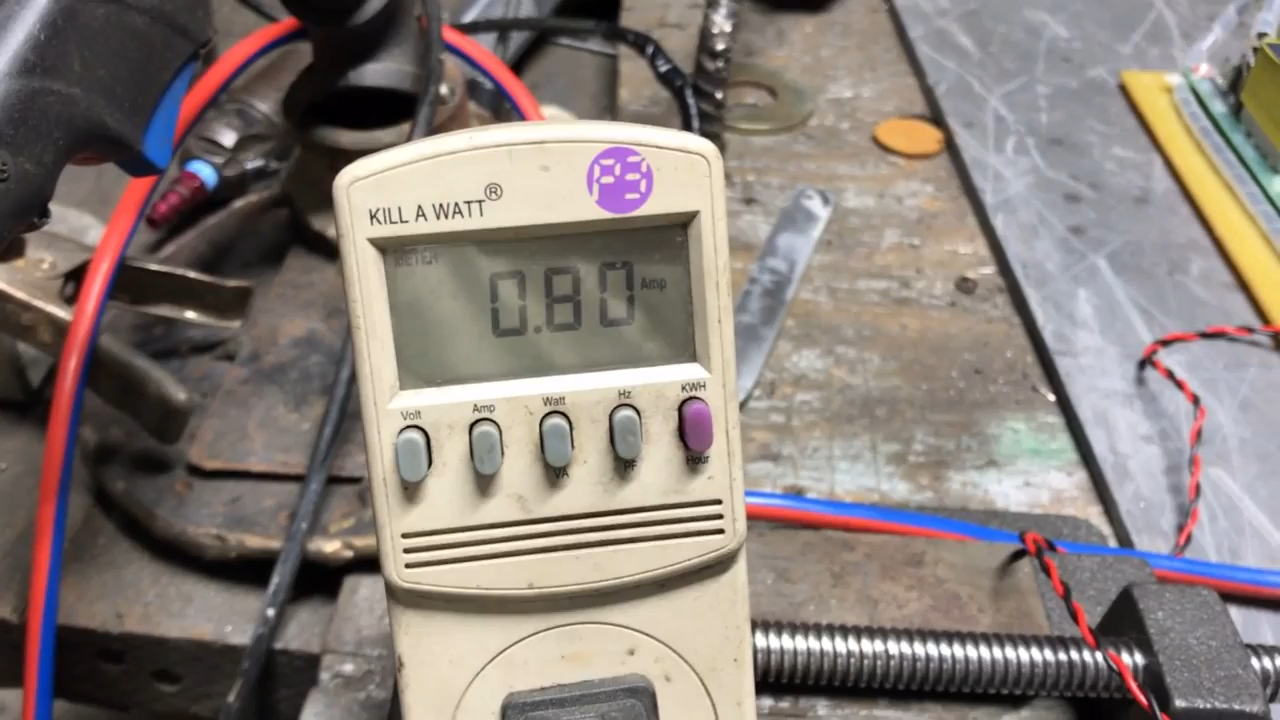 P3
KILL A WATT®
METER
0.80 Amp
Volt Amp Watt Hz KWH
VA PF Hour